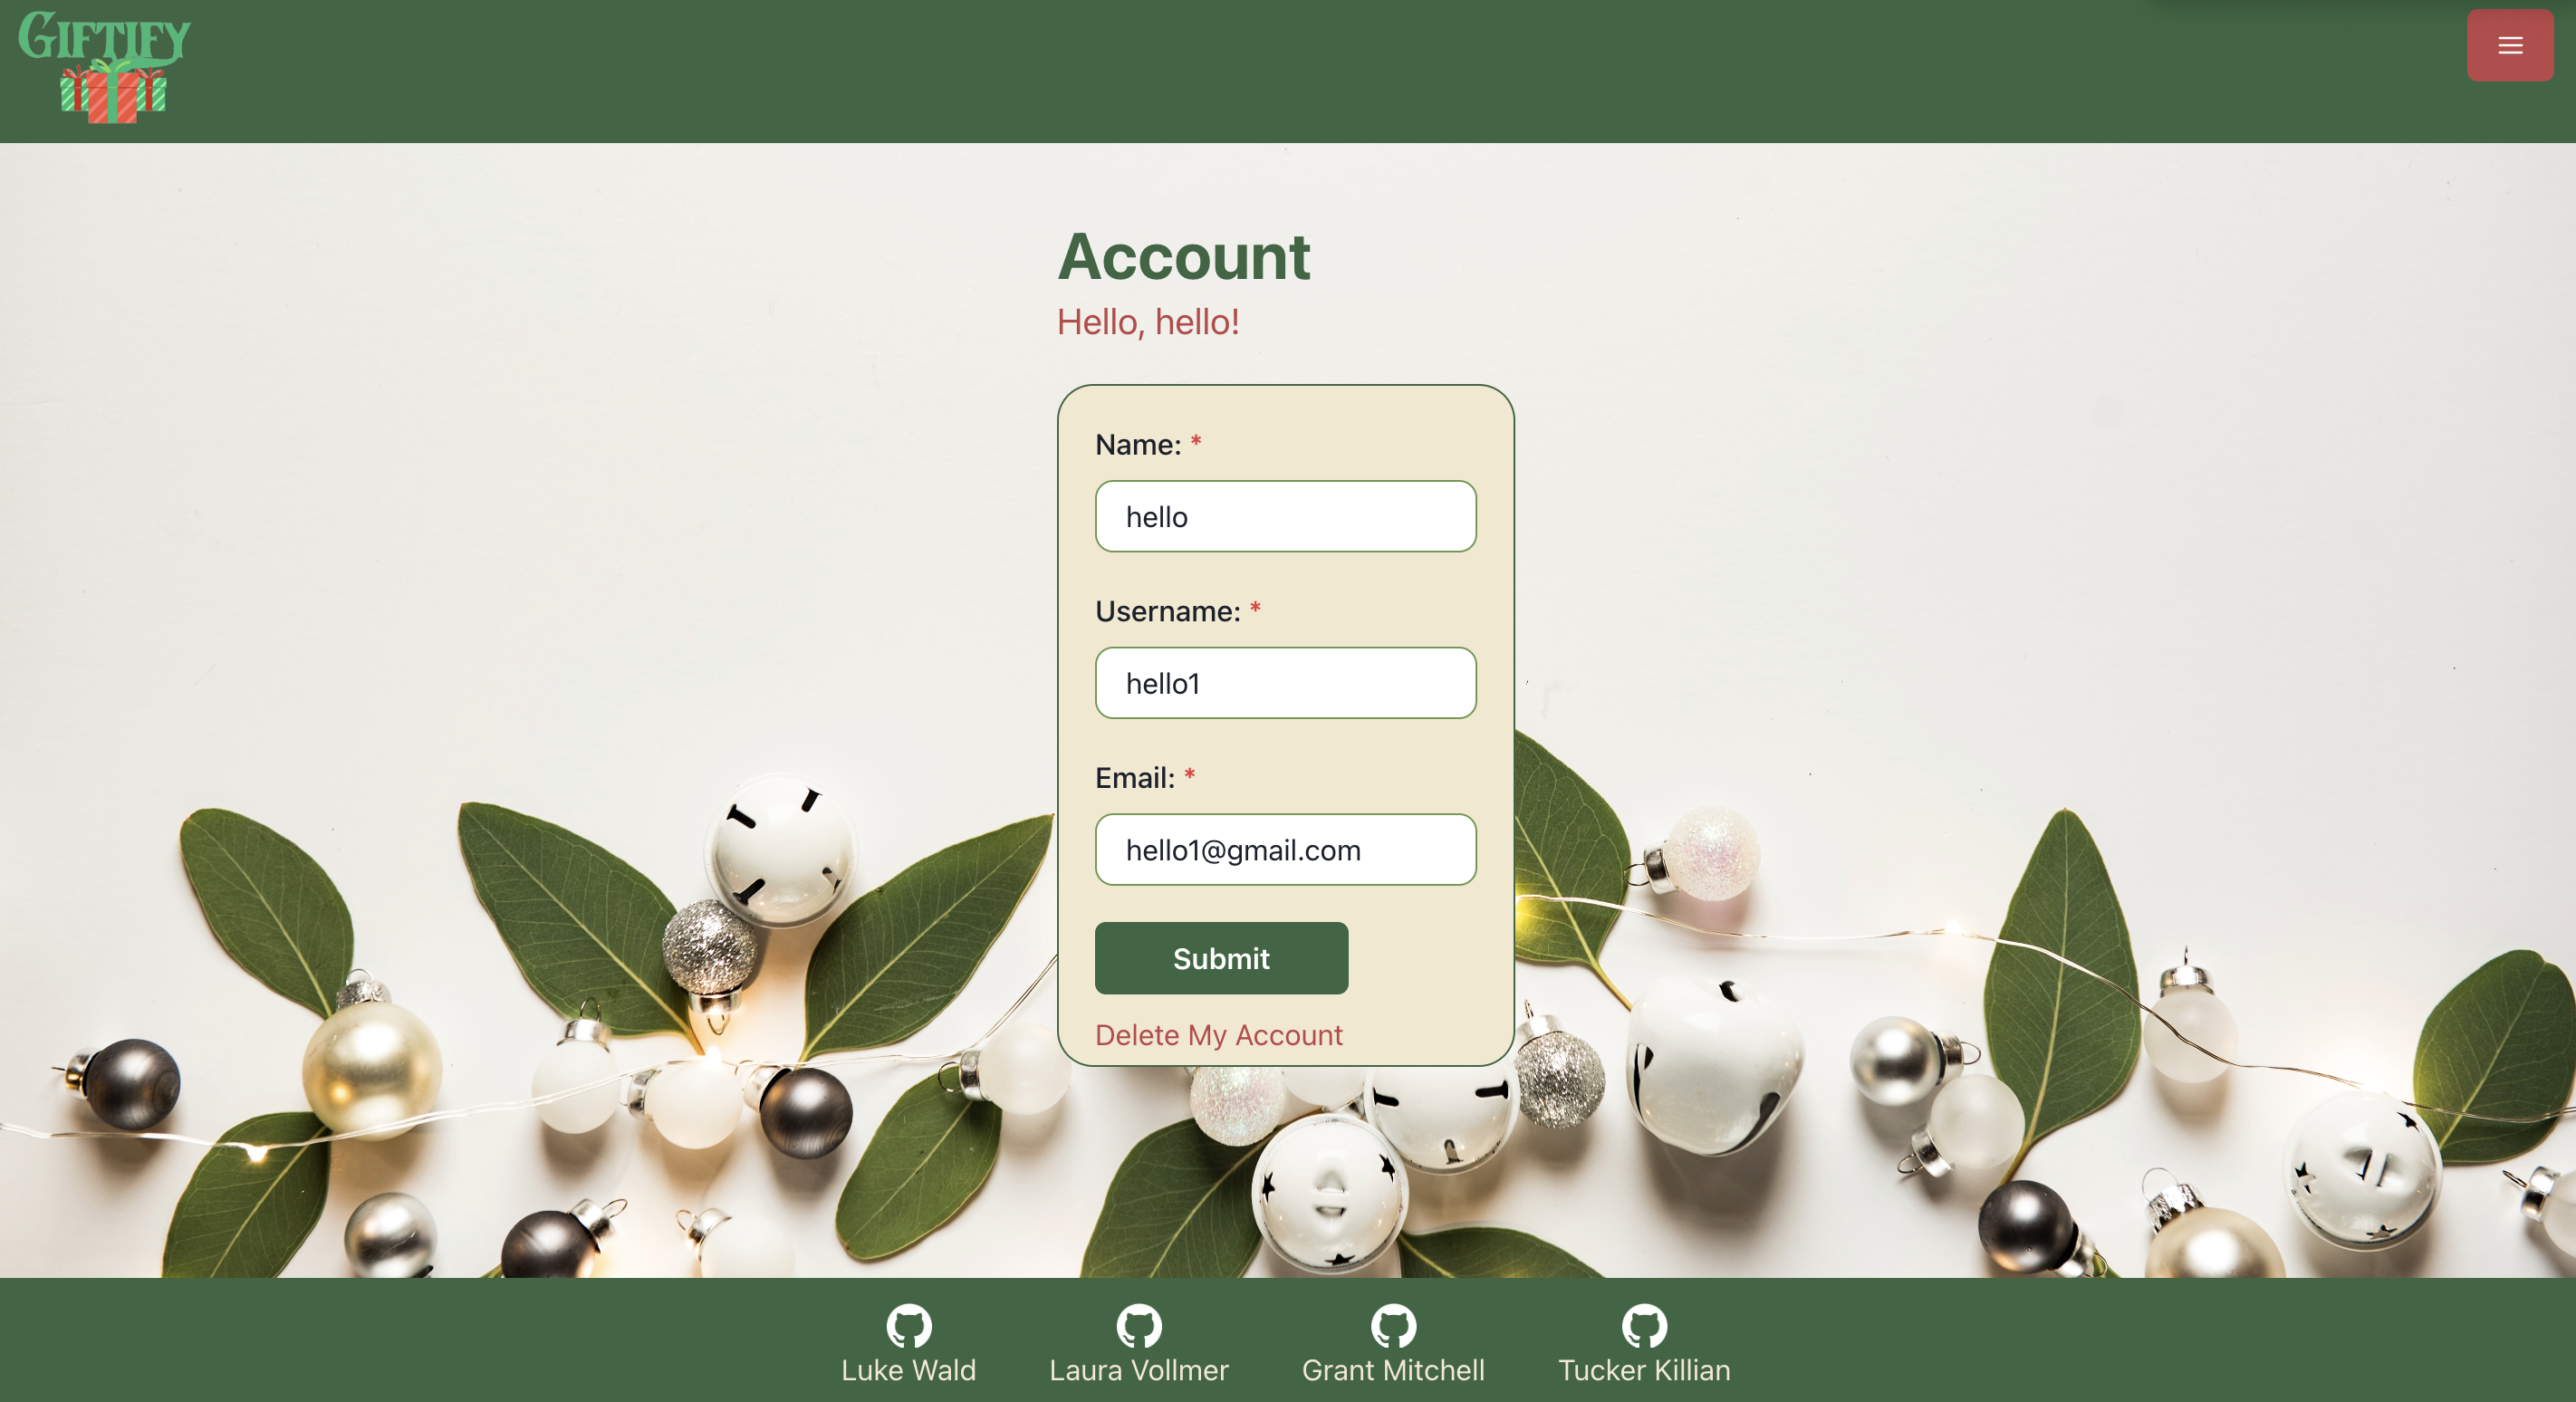 GIFTIFY
Account
Hello, hello!
Name: *
hello
Username: *
hello1
Email: *
hello1@gmail.com
Submit
Delete My Account
Luke Wald
Laura Vollmer
Grant Mitchell
Tucker Killian